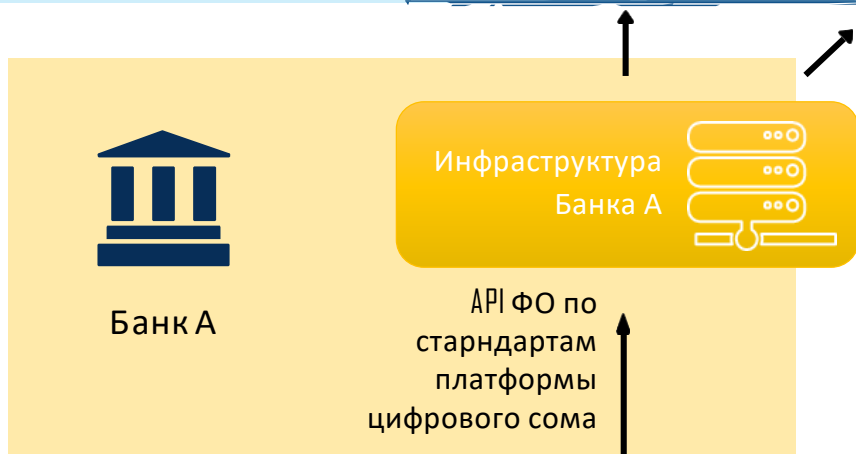 Инфраструктура
Банка А
Банк А
API ФО по
старндартам
платформы
цифрового сома